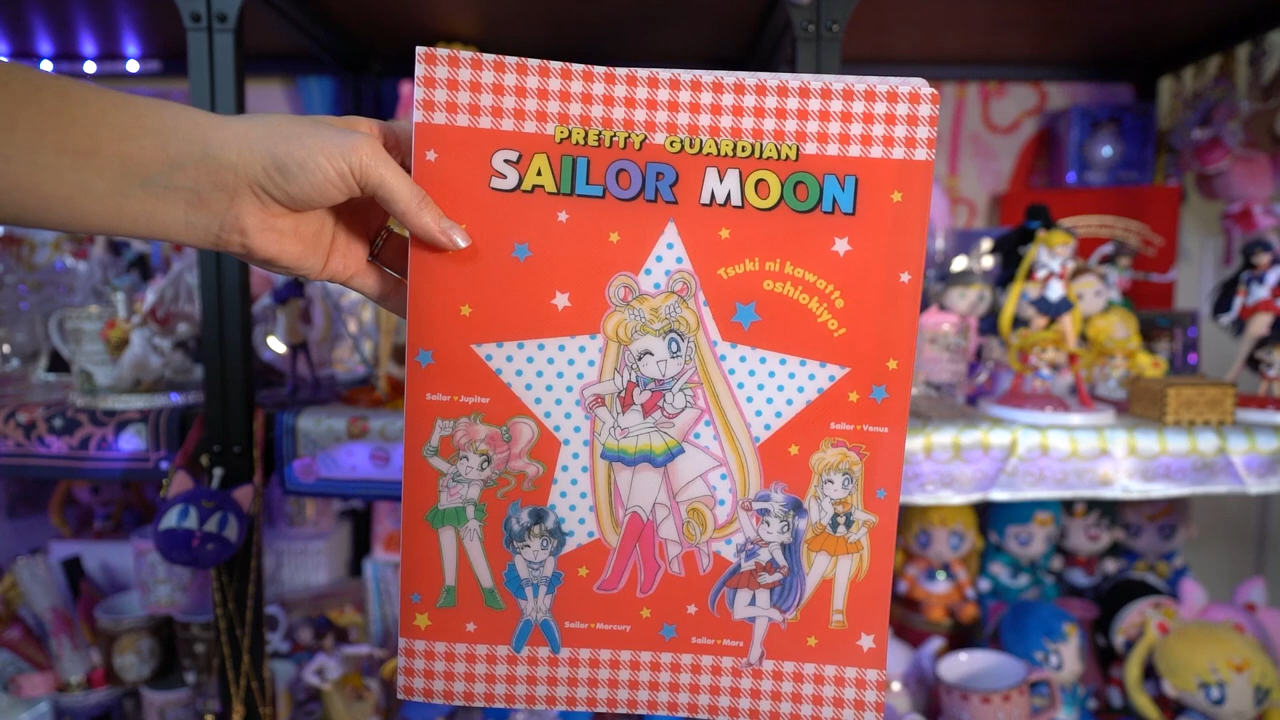 PRETTY GUARDIAN
SAILOR MOON
Tsuki ni kawatte
oshiokiyo!
Sailor♥Jupiter
Sailor♥Venus
Sailor♥Mercury
Sailor♥Mars